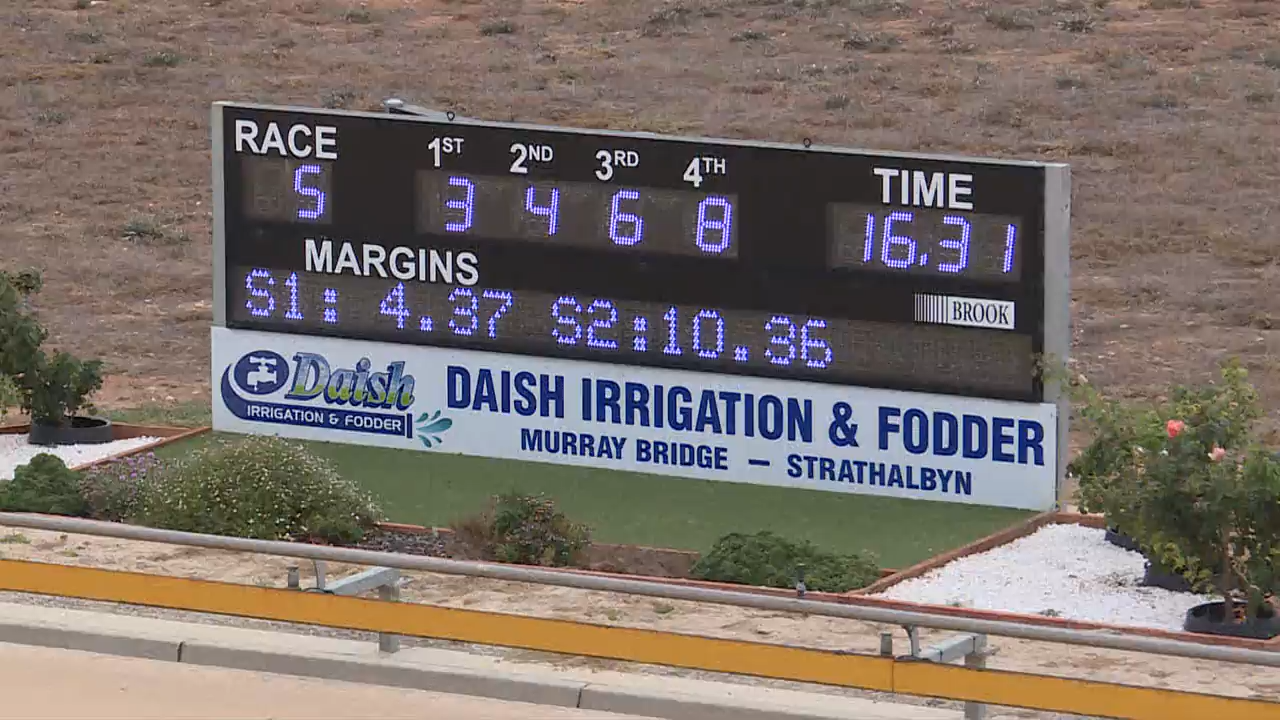 RACE 1ST 2ND 3RD 4TH TIME
5 3 4 6 8 16.31
MARGINS
BROOK
S1: 4.37 S2:10.36
Daish
IRRIGATION & FODDER
DAISH IRRIGATION & FODDER
MURRAY BRIDGE – STRATHALBYN